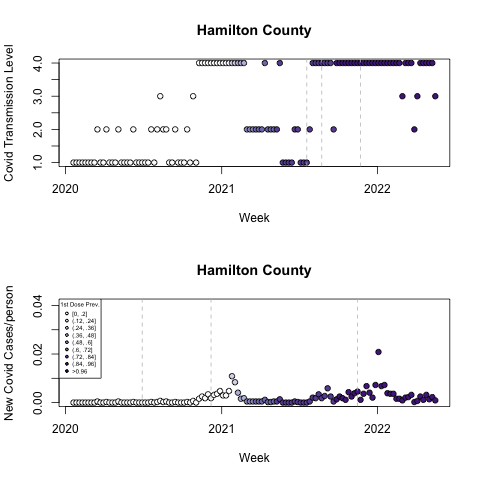 Hamilton County
Covid Transmission Level
4.0
3.0
2.0
1.0
2020 2021 2022
Week
Hamilton County
New Covid Cases/person
0.04
0.02
0.00
1st Dose Prev.
[0, .2]
(.12, .24]
(.24, .36]
(.36, .48]
(.48, .6]
(.6, .72]
(.72, .84]
(.84, .96]
>0.96
2020 2021 2022
Week